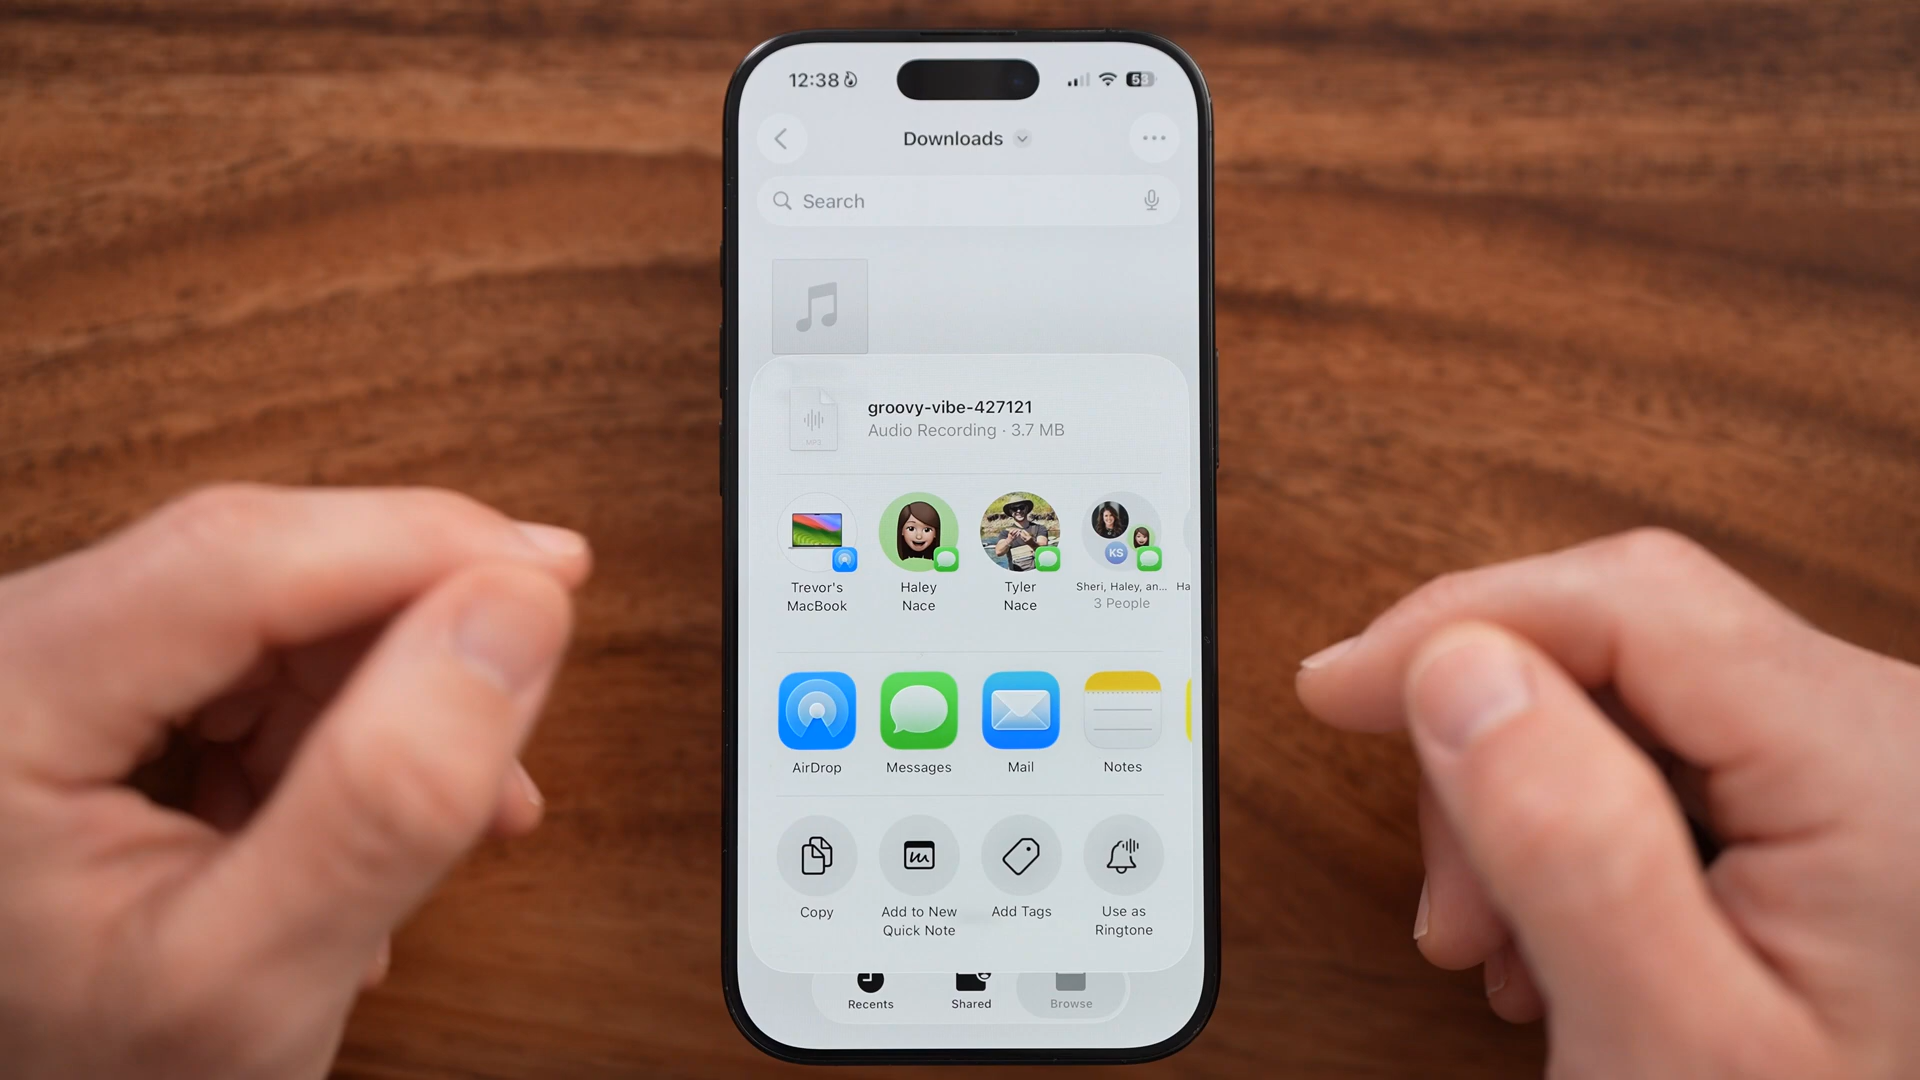 12:38
53
Downloads
Search
groovy-vibe-427121
Audio Recording · 3.7 MB
KS
Trevor's
MacBook
Haley
Nace
Tyler
Nace
Sheri, Haley, an...
3 People
Ha
AirDrop
Messages
Mail
Notes
Copy
Add to New
Quick Note
Add Tags
Use as
Ringtone
Recents
Shared
Browse